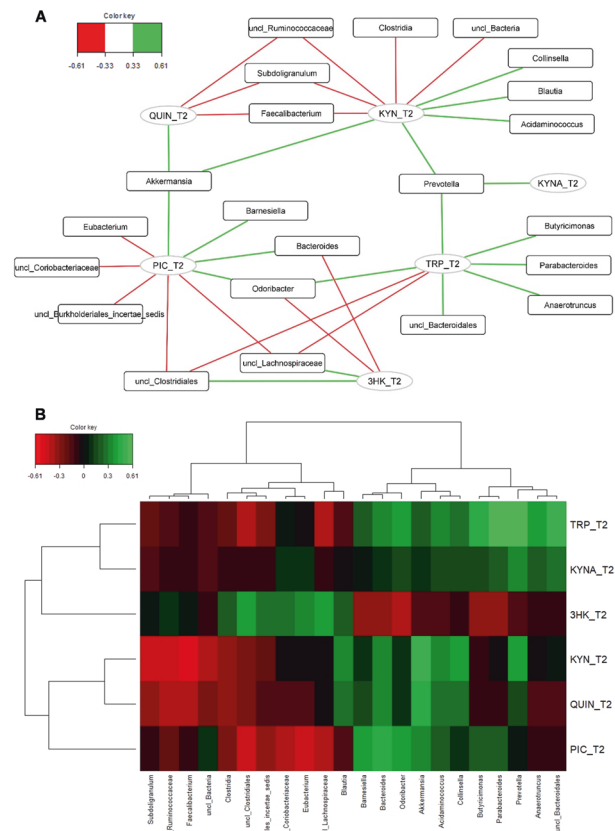 A
Color key
-0.61 -0.33 0.33 0.61
uncl_Ruminococcaceae
Clostridia
uncl_Bacteria
Collinsella
Subdoligranulum
Blautia
Faecalibacterium
QUIN_T2
KYN_T2
Acidaminococcus
Akkermansia
Prevotella
KYNA_T2
Barnesiella
Eubacterium
Butyricimonas
Bacteroides
uncl_Coriobacteriaceae
PIC_T2
TRP_T2
Parabacteroides
Odoribacter
uncl_Burkholderiales_incertae_sedis
Anaerotruncus
uncl_Bacteroidales
uncl_Lachnospiraceae
uncl_Clostridiales
3HK_T2
B
Color key
-0.61 -0.3 0 0.3 0.61
TRP_T2
KYNA_T2
3HK_T2
KYN_T2
QUIN_T2
PIC_T2
Subdoligranulum
Ruminococcaceae
Faecalibacterium
uncl_Bacteria
Clostridia
uncl_Clostridiales
les_incertae_sedis
_Coriobacteriaceae
Eubacterium
l_Lachnospiraceae
Blautia
Barnesiella
Bacteroides
Odoribacter
Akkermansia
Acidaminococcus
Collinsella
Butyricimonas
Parabacteroides
Prevotella
Anaerotruncus
uncl_Bacteroidales